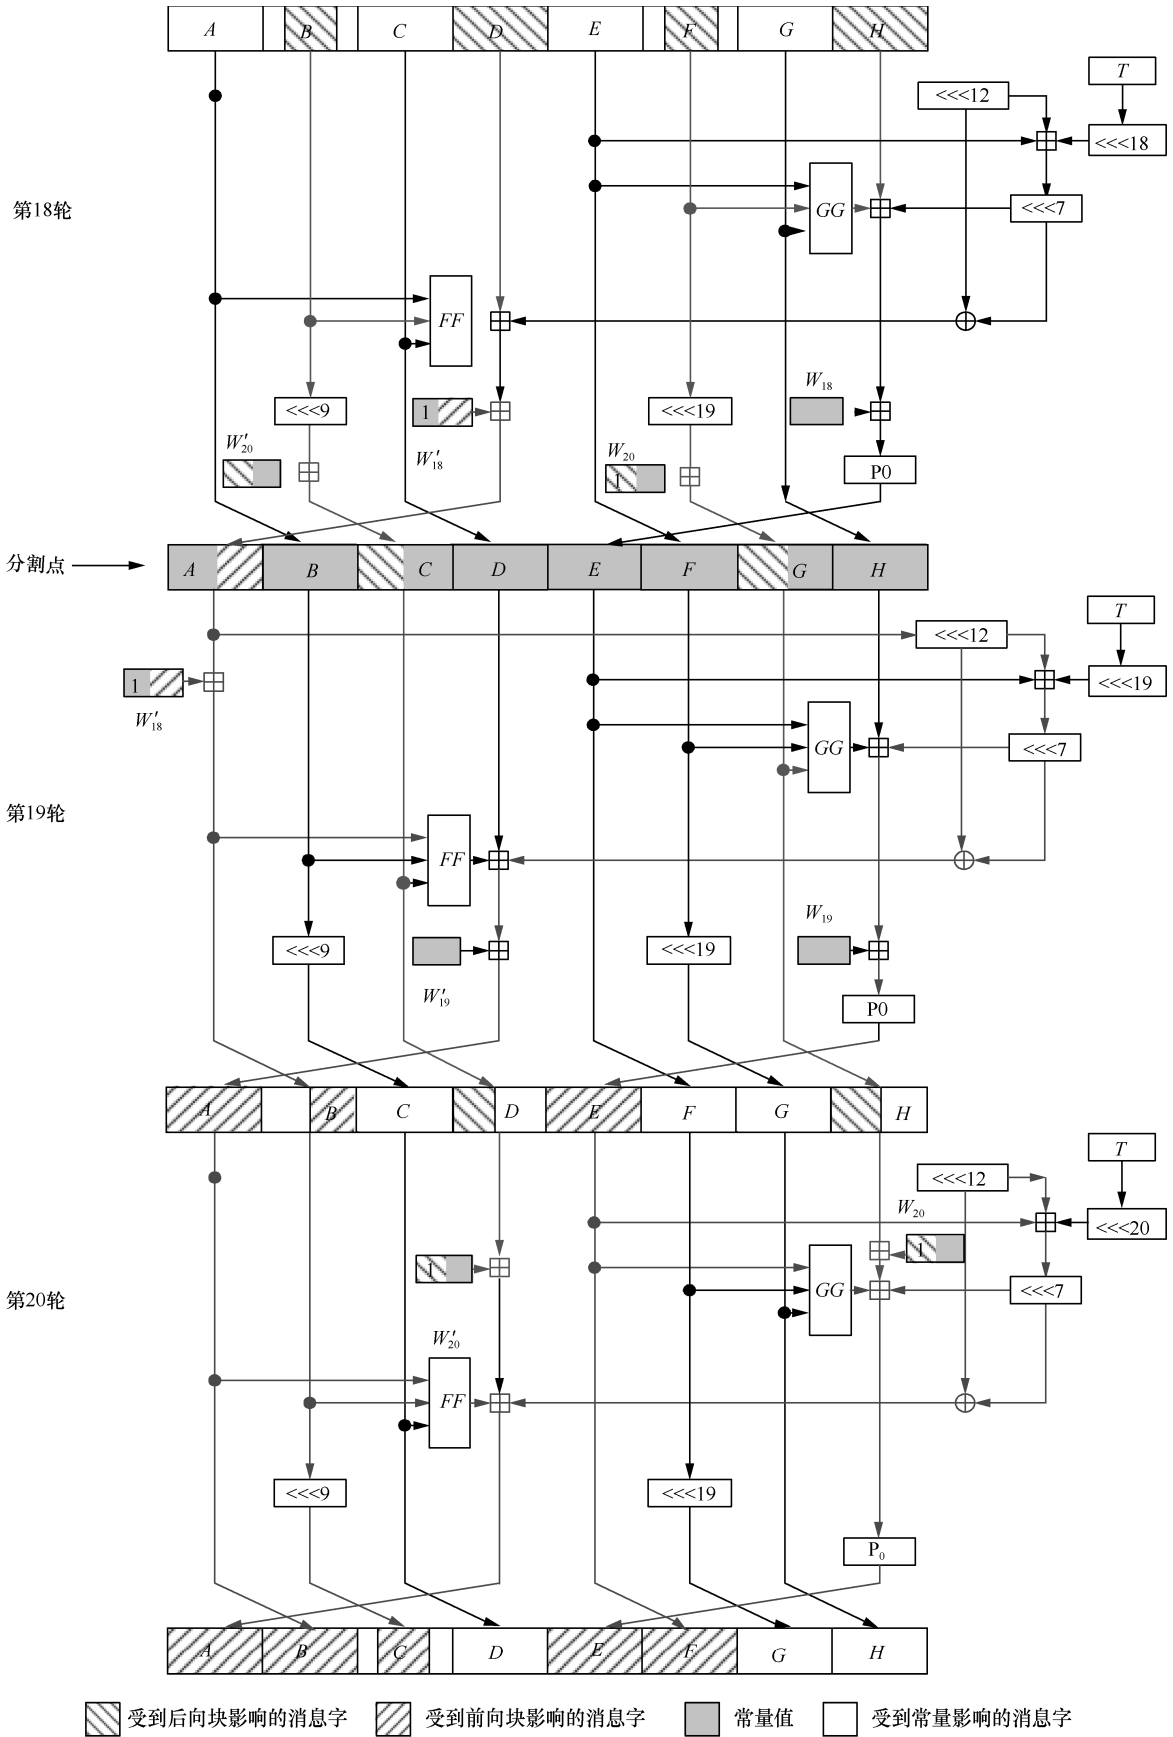 A B C D E F G H
T
<<<12
<<<18
第18轮
GG
<<<7
FF
W₁₈
<<<9
1
<<<19
W′₂₀
W′₁₈
W₂₀
1
P0
分割点
A B C D E F G H
T
<<<12
<<<19
1
W′₁₈
GG
<<<7
第19轮
FF
W₁₉
<<<9
<<<19
W′₁₉
P0
A B C D E F G H
T
<<<12
W₂₀
<<<20
1
1
第20轮
GG
<<<7
W′₂₀
FF
<<<9
<<<19
P₀
A B C D E F G H
受到后向块影响的消息字 受到前向块影响的消息字 常量值 受到常量影响的消息字